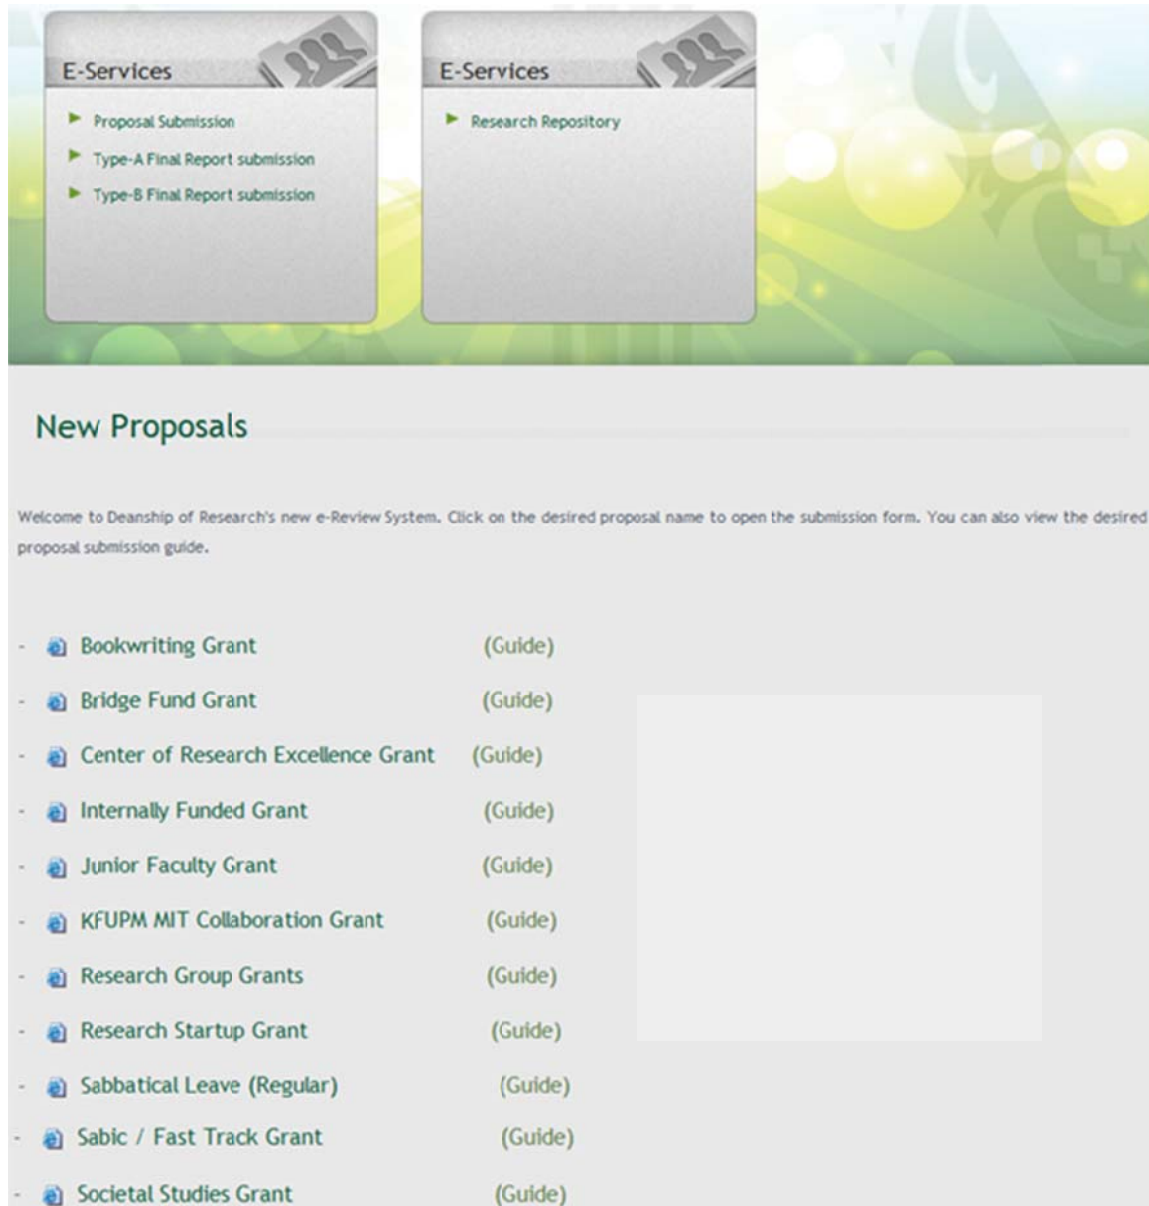 E-Services
Proposal Submission
Type-A Final Report submission
Type-B Final Report submission
E-Services
Research Repository
New Proposals
Welcome to Deanship of Research's new e-Review System. Click on the desired proposal name to open the submission form. You can also view the desired
proposal submission guide.
- Bookwriting Grant (Guide)
- Bridge Fund Grant (Guide)
- Center of Research Excellence Grant (Guide)
- Internally Funded Grant (Guide)
- Junior Faculty Grant (Guide)
- KFUPM MIT Collaboration Grant (Guide)
- Research Group Grants (Guide)
- Research Startup Grant (Guide)
- Sabbatical Leave (Regular) (Guide)
- Sabic / Fast Track Grant (Guide)
- Societal Studies Grant (Guide)